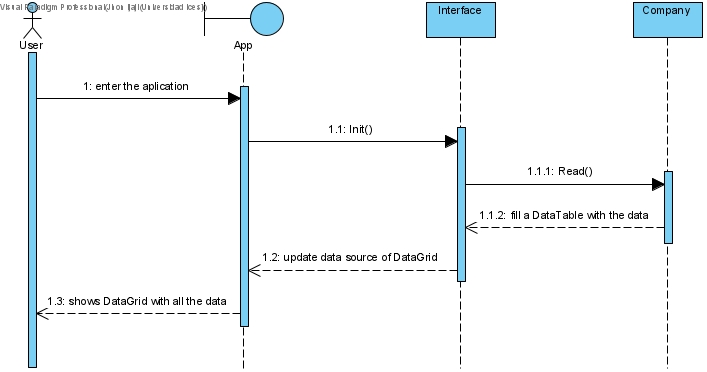 Visual Paradigm Professional(Jhon Ijaji(Universidad Icesi))
User
App
Interface
Company
1: enter the aplication
1.1: Init()
1.1.1: Read()
1.1.2: fill a DataTable with the data
1.2: update data source of DataGrid
1.3: shows DataGrid with all the data